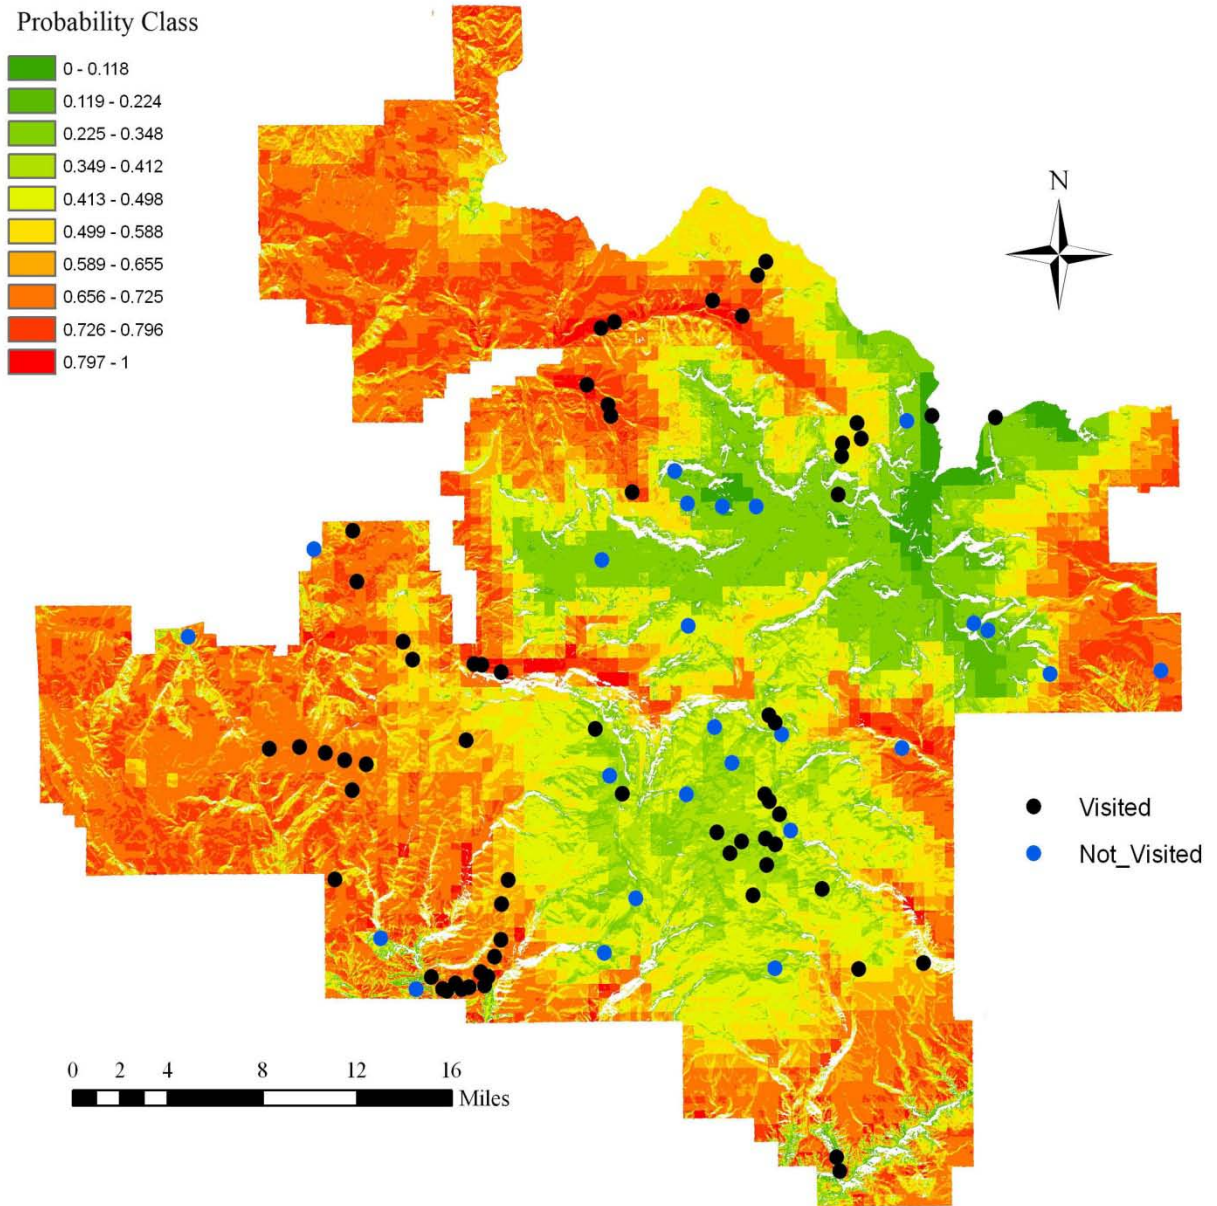 Probability Class
0 - 0.118
0.119 - 0.224
0.225 - 0.348
0.349 - 0.412
0.413 - 0.498
0.499 - 0.588
0.589 - 0.655
0.656 - 0.725
0.726 - 0.796
0.797 - 1
N
Visited
Not_Visited
0 2 4 8 12 16
Miles